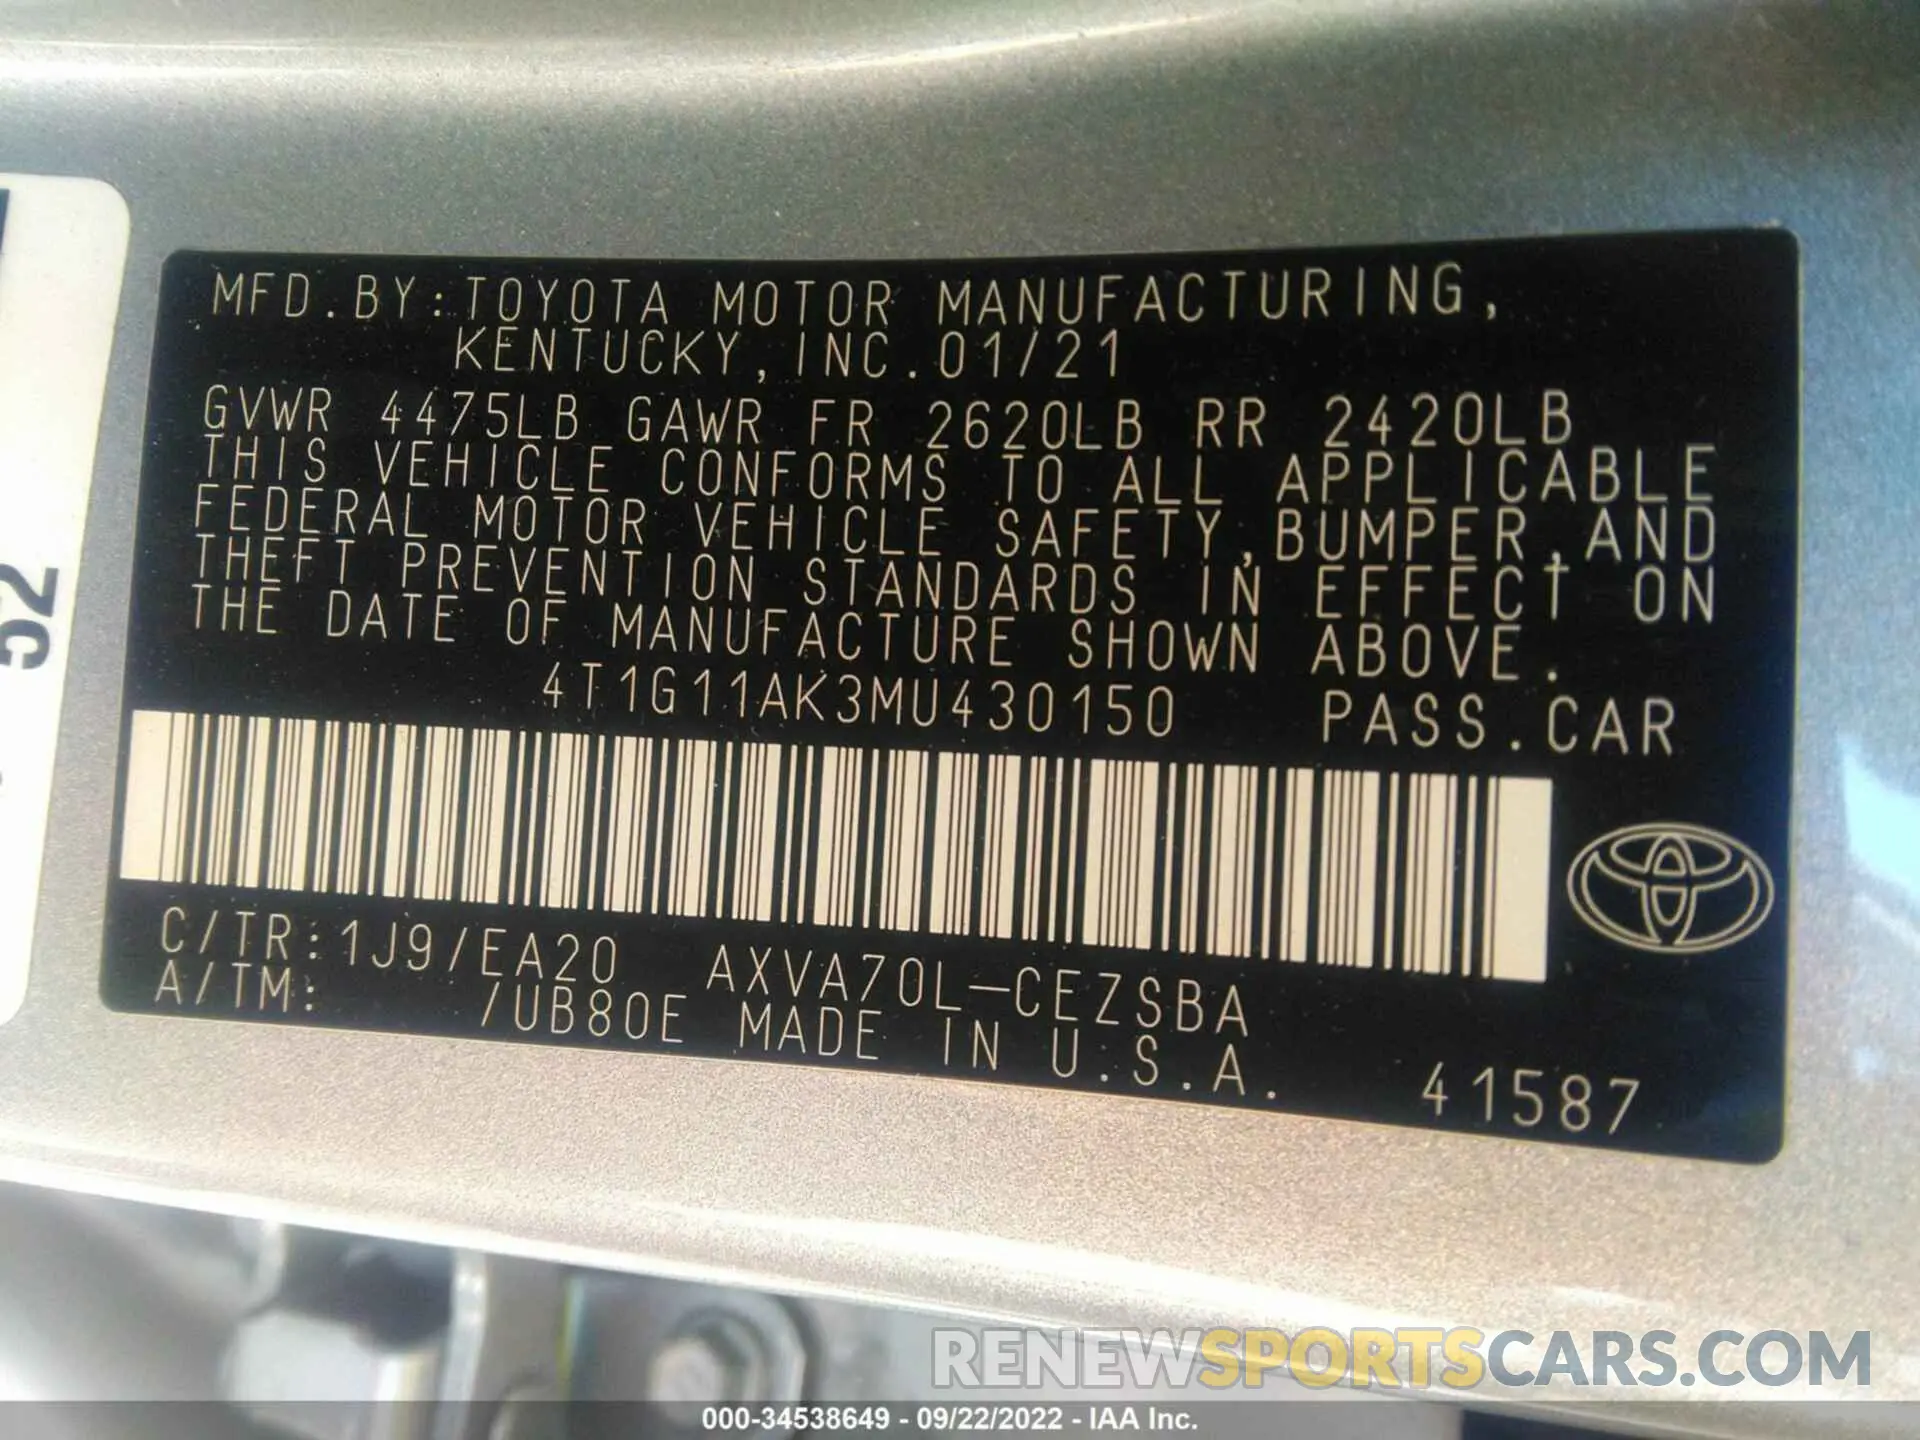 MFD.BY:TOYOTA MOTOR MANUFACTURING,
KENTUCKY,INC.01/21
GVWR 4475LB GAWR FR 2620LB RR 2420LB
THIS VEHICLE CONFORMS TO ALL APPLICABLE
FEDERAL MOTOR VEHICLE SAFETY,BUMPER,AND
THEFT PREVENTION STANDARDS IN EFFECT ON
THE DATE OF MANUFACTURE SHOWN ABOVE.
4T1G11AK3MU430150 PASS.CAR
C/TR:1J9/EA20 AXVA70L-CEZSBA
A/TM: /UB80E MADE IN U.S.A.
41587
52
RENEWSPORTSCARS.COM
000-34538649 - 09/22/2022 - IAA Inc.